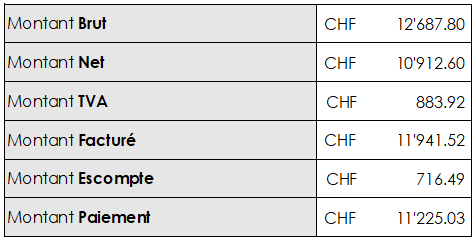 Montant Brut CHF 12'687.80
Montant Net CHF 10'912.60
Montant TVA CHF 883.92
Montant Facturé CHF 11'941.52
Montant Escompte CHF 716.49
Montant Paiement CHF 11'225.03